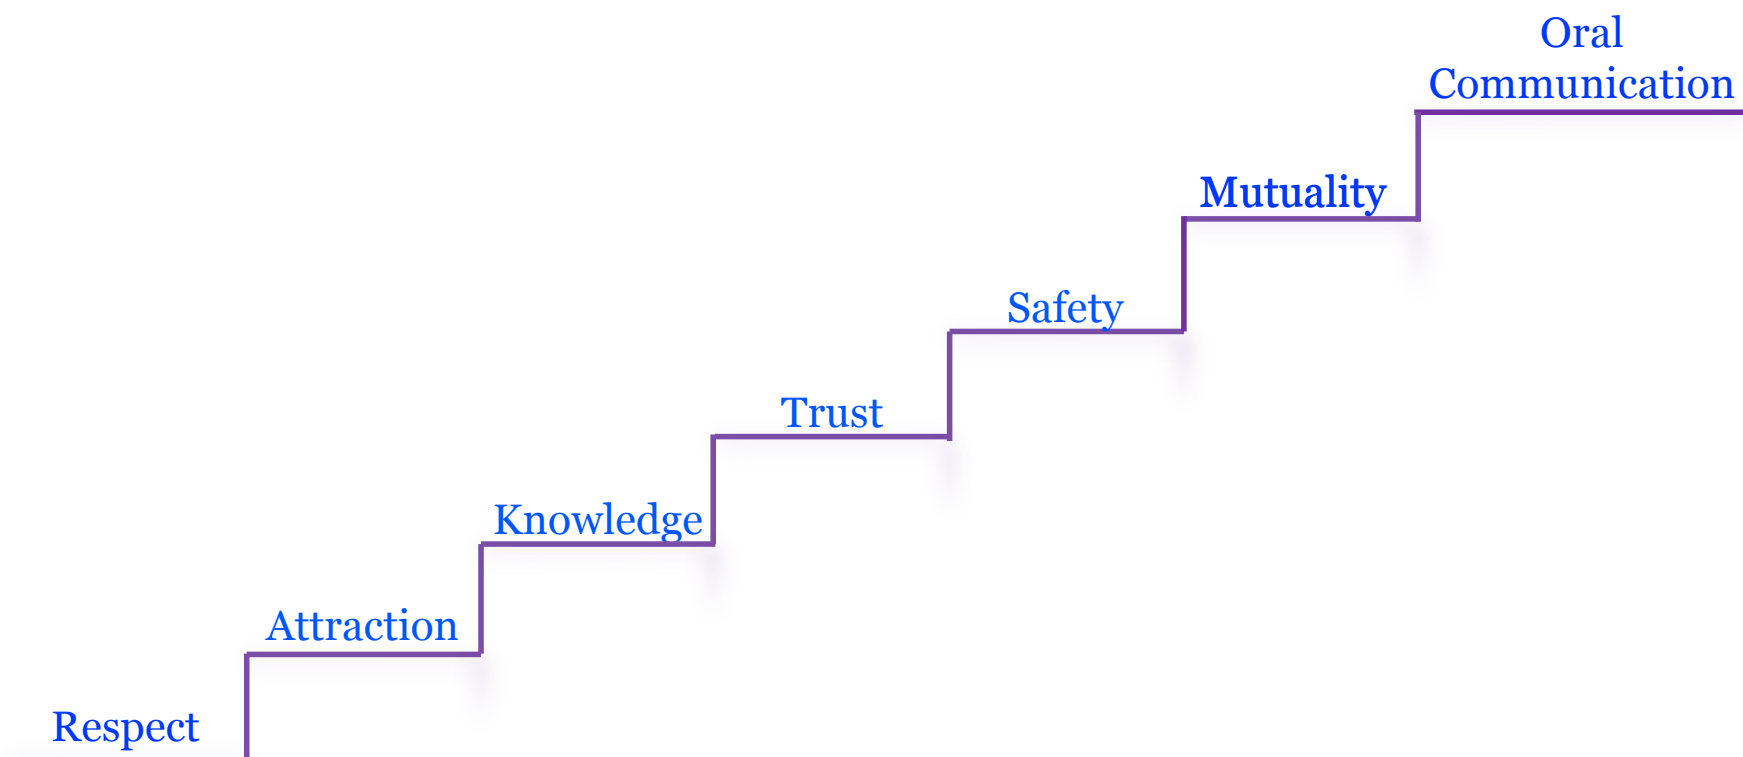 Oral
Communication
Mutuality
Safety
Trust
Knowledge
Attraction
Respect